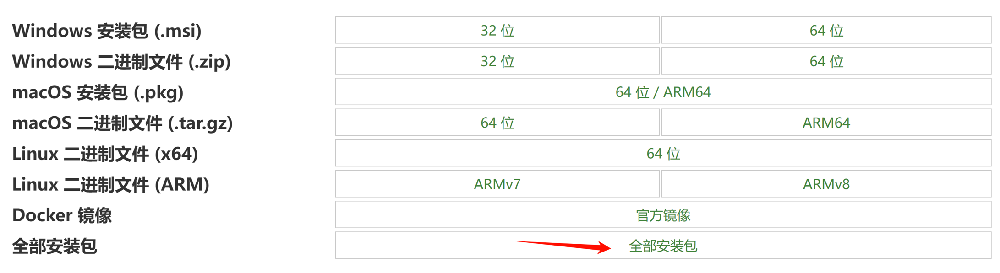 Windows 安装包 (.msi) 32 位 64 位
Windows 二进制文件 (.zip) 32 位 64 位
macOS 安装包 (.pkg) 64 位 / ARM64
macOS 二进制文件 (.tar.gz) 64 位 ARM64
Linux 二进制文件 (x64) 64 位
Linux 二进制文件 (ARM) ARMv7 ARMv8
Docker 镜像 官方镜像
全部安装包 全部安装包